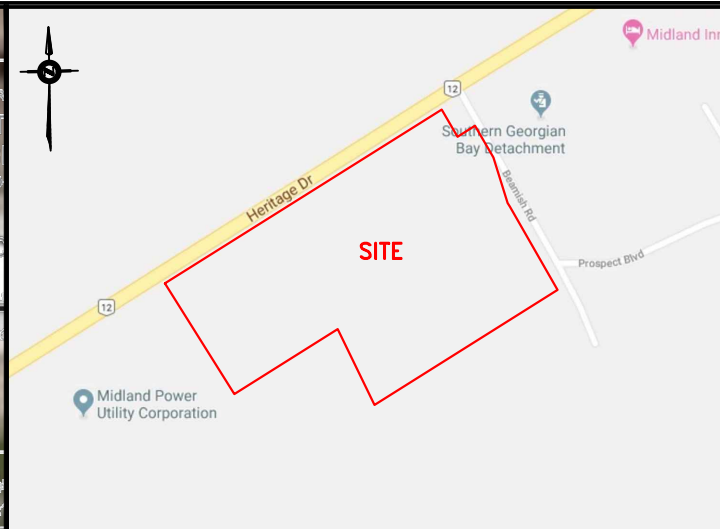 Midland Inn
12
Southern Georgian
Bay Detachment
Heritage Dr
Beamish Rd
SITE
Prospect Blvd
12
Midland Power
Utility Corporation
N